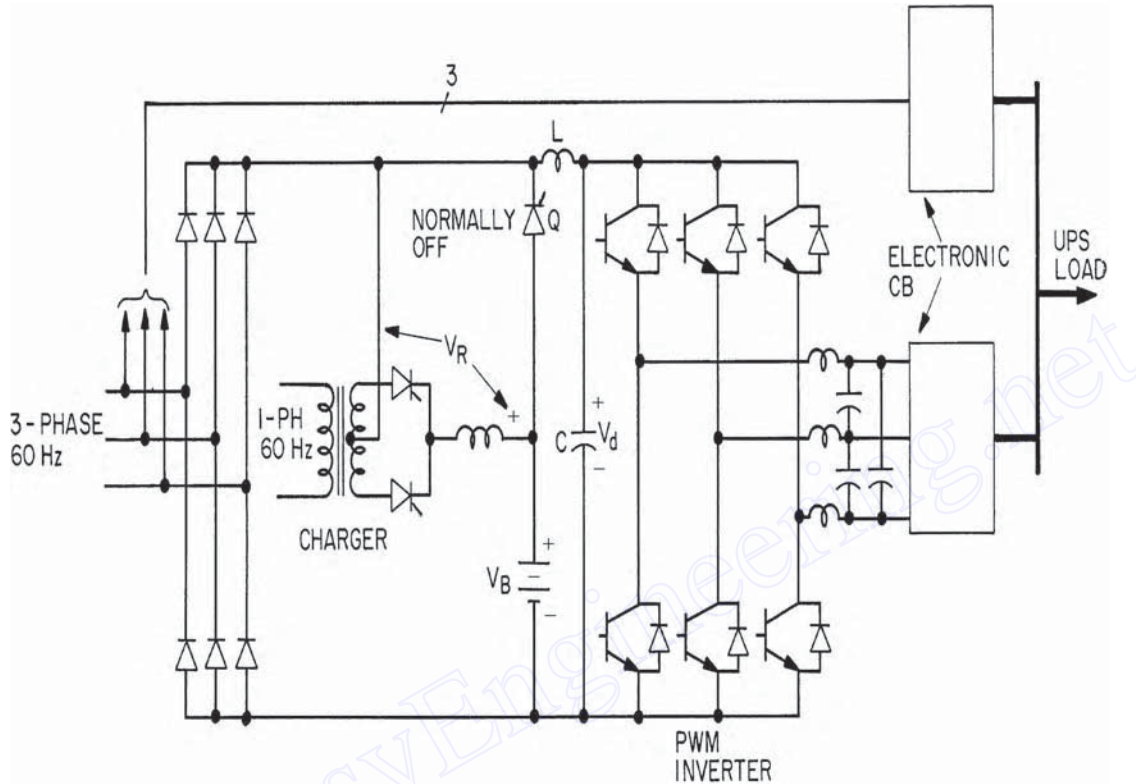 3
L
NORMALLY
OFF
Q
ELECTRONIC
CB
UPS
LOAD
V_R
+
3-PHASE
60 Hz
1-PH
60 Hz
+
C
V_d
-
CHARGER
+
V_B
-
-
PWM
INVERTER